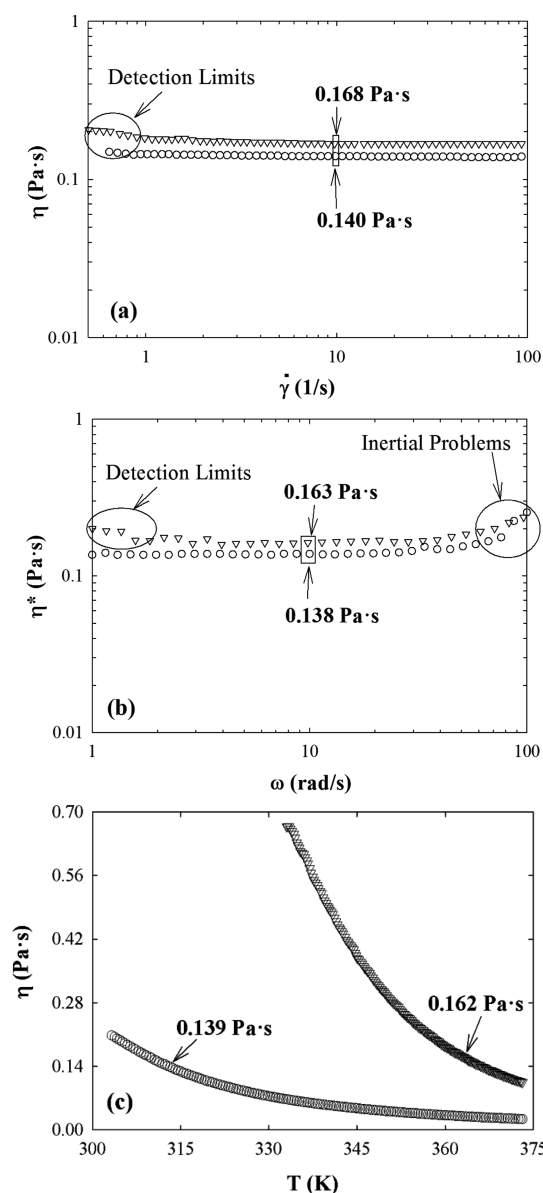 1
Detection Limits
0.168 Pa·s
0.1
0.140 Pa·s
η (Pa·s)
(a)
0.01
1 10 100
γ̇ (1/s)
1
Inertial Problems
Detection Limits
0.163 Pa·s
0.1
0.138 Pa·s
η* (Pa·s)
(b)
0.01
1 10 100
ω (rad/s)
0.70
0.56
0.42
η (Pa·s)
0.28
0.139 Pa·s
0.162 Pa·s
0.14
(c)
0.00
300 315 330 345 360 375
T (K)